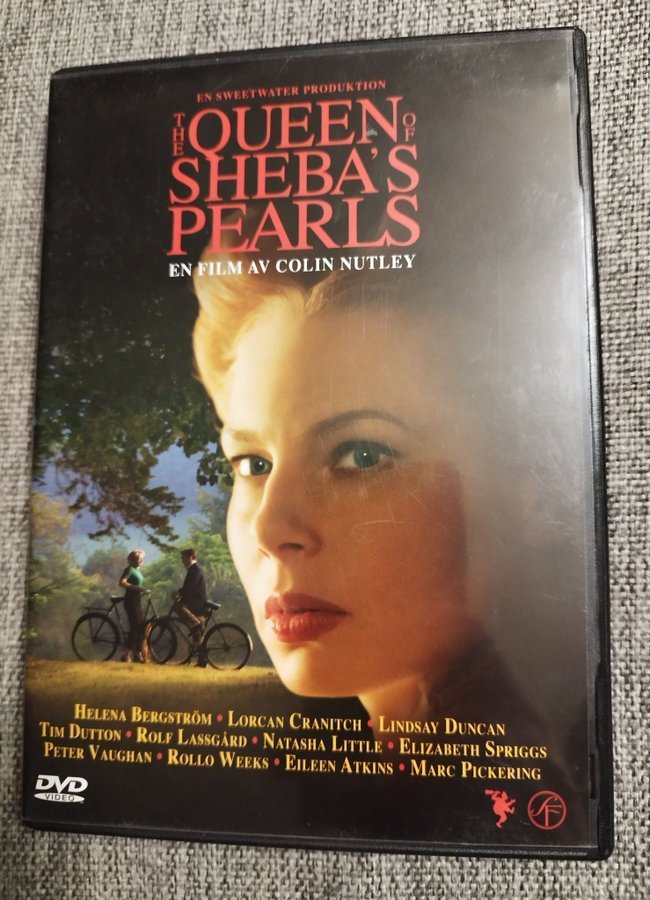 EN SWEETWATER PRODUKTION
THE QUEEN OF
SHEBA'S
PEARLS
EN FILM AV COLIN NUTLEY
HELENA BERGSTRÖM • LORCAN CRANITCH • LINDSAY DUNCAN
TIM DUTTON • ROLF LASSGÅRD • NATASHA LITTLE • ELIZABETH SPRIGGS
PETER VAUGHAN • ROLLO WEEKS • EILEEN ATKINS • MARC PICKERING
DVD
VIDEO
SF